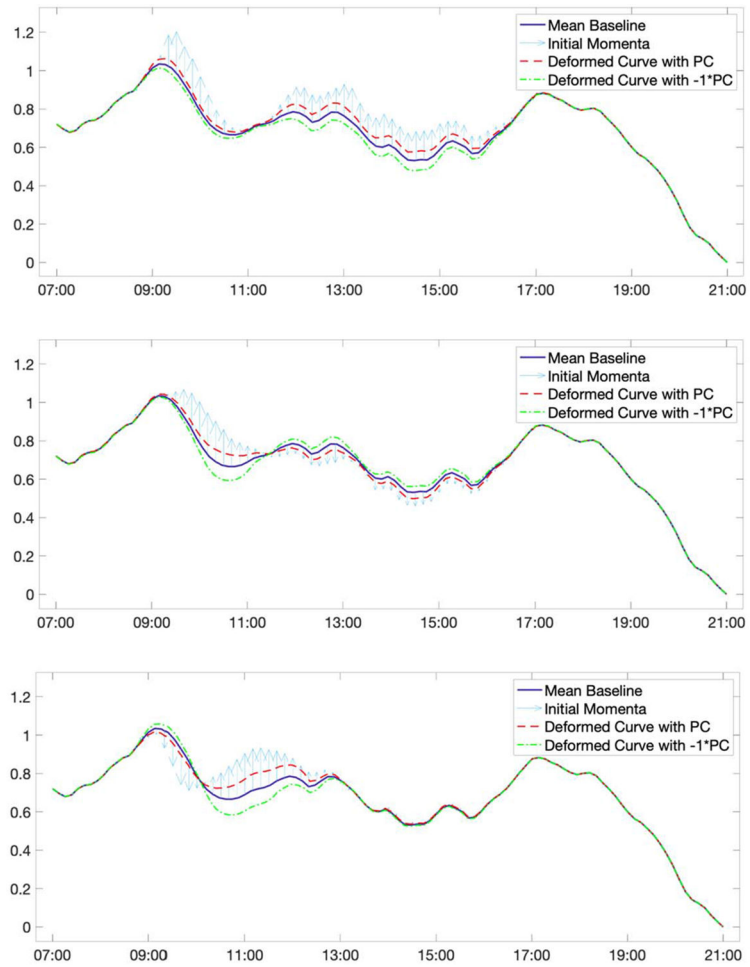 1.2
1
0.8
0.6
0.4
0.2
0
Mean Baseline
Initial Momenta
Deformed Curve with PC
Deformed Curve with -1*PC
07:00 09:00 11:00 13:00 15:00 17:00 19:00 21:00
1.2
1
0.8
0.6
0.4
0.2
0
Mean Baseline
Initial Momenta
Deformed Curve with PC
Deformed Curve with -1*PC
07:00 09:00 11:00 13:00 15:00 17:00 19:00 21:00
1.2
1
0.8
0.6
0.4
0.2
0
Mean Baseline
Initial Momenta
Deformed Curve with PC
Deformed Curve with -1*PC
07:00 09:00 11:00 13:00 15:00 17:00 19:00 21:00